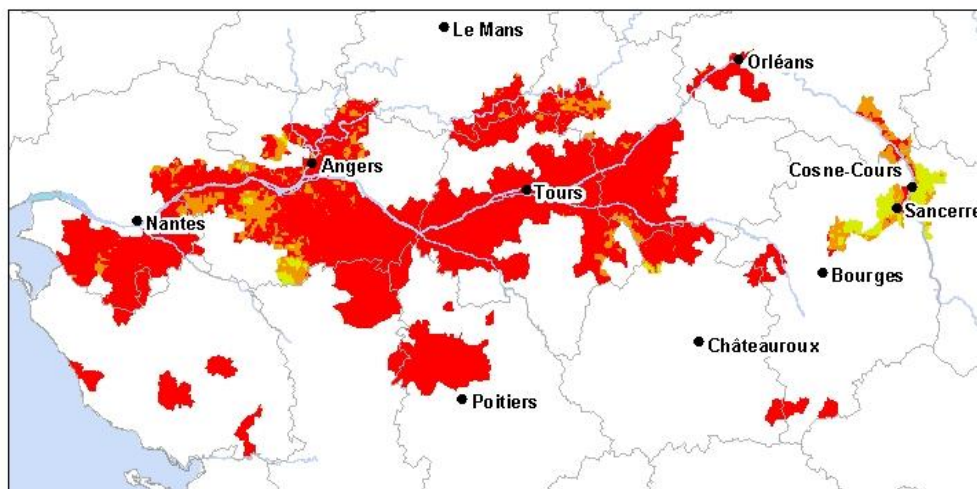 Le Mans
Orléans
Angers
Cosne-Cours
Tours
Sancerre
Nantes
Bourges
Châteauroux
Poitiers